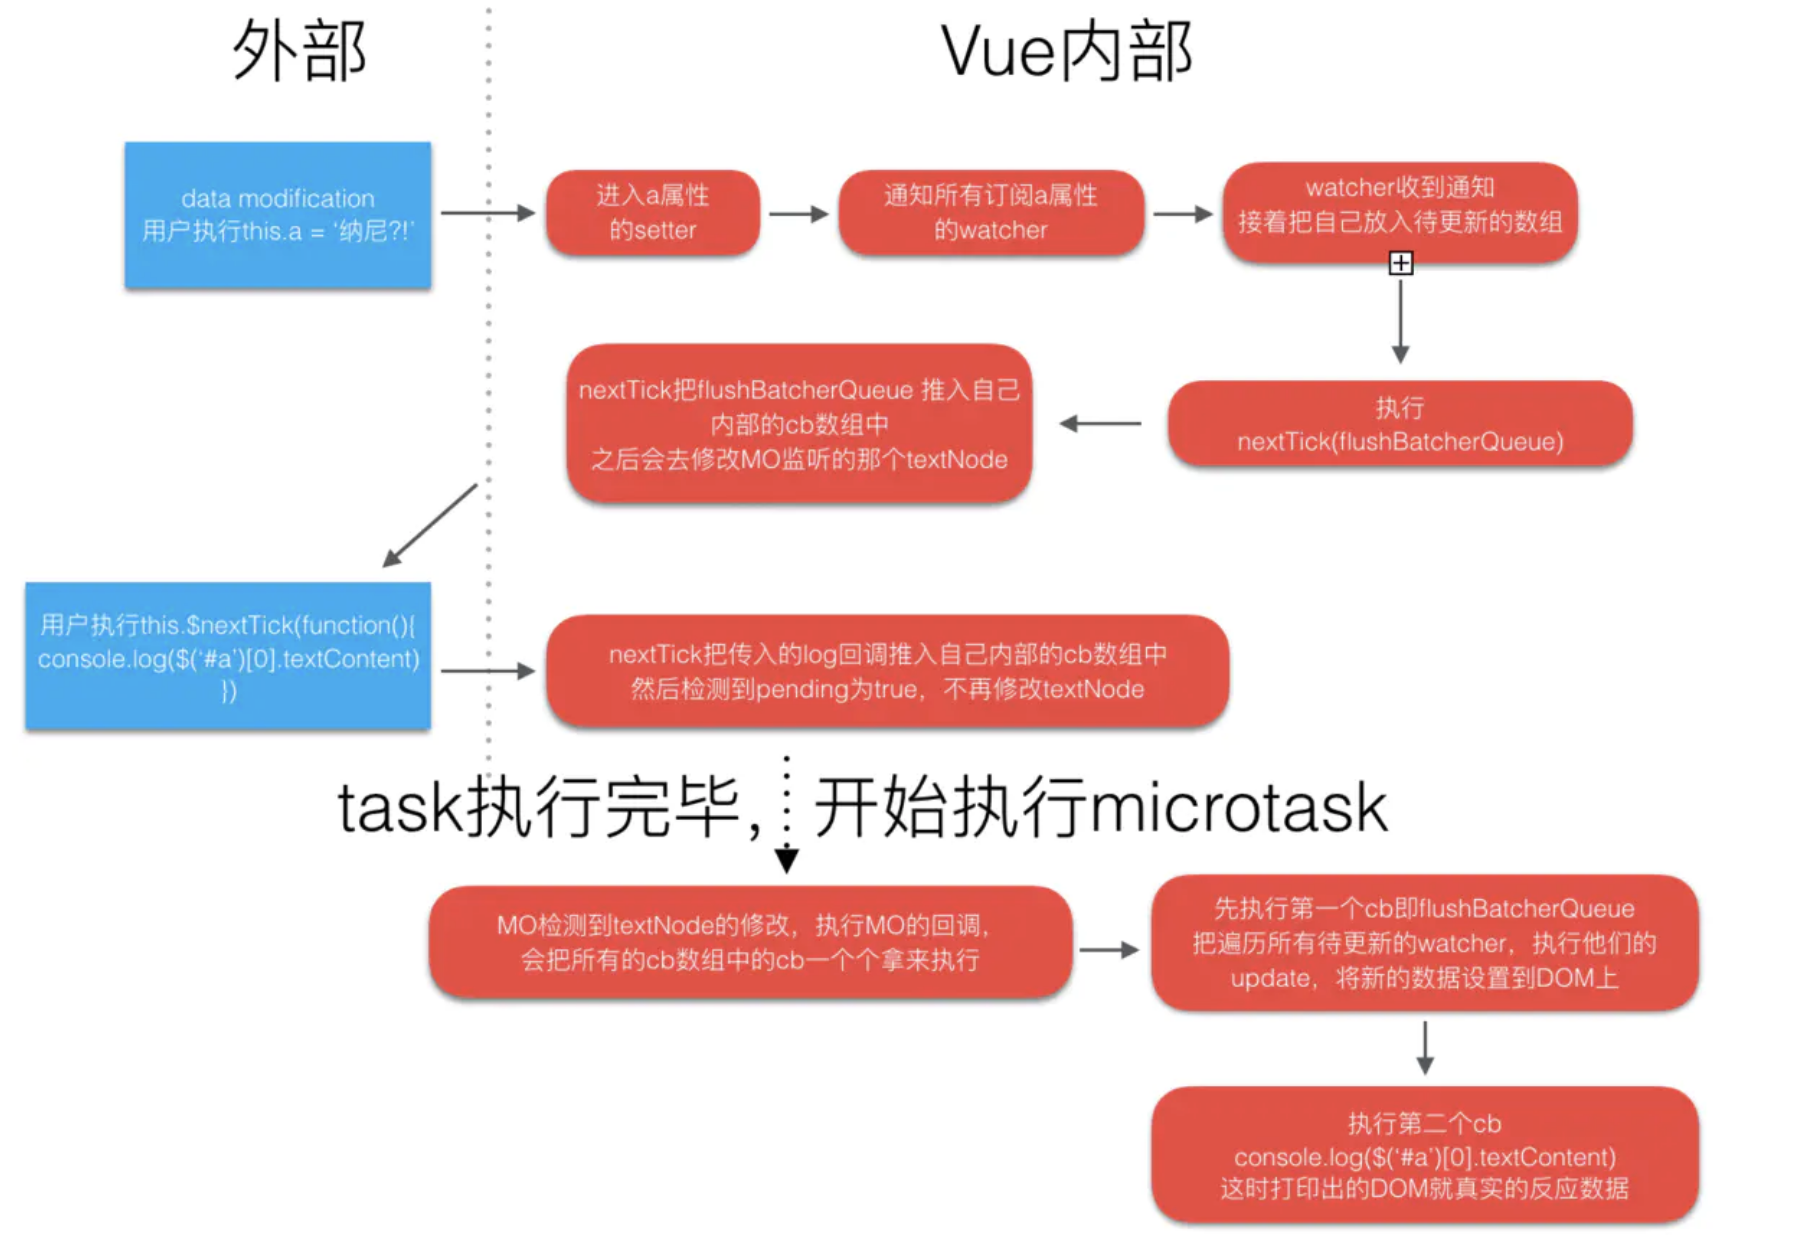 外部
Vue内部
data modification
用户执行this.a = ‘纳尼?!’
进入a属性
的setter
通知所有订阅a属性
的watcher
watcher收到通知
接着把自己放入待更新的数组
执行
nextTick(flushBatcherQueue)
nextTick把flushBatcherQueue 推入自己
内部的cb数组中
之后会去修改MO监听的那个textNode
用户执行this.$nextTick(function(){
console.log($(‘#a’)[0].textContent)
})
nextTick把传入的log回调推入自己内部的cb数组中
然后检测到pending为true，不再修改textNode
task执行完毕，开始执行microtask
MO检测到textNode的修改，执行MO的回调，
会把所有的cb数组中的cb一个个拿来执行
先执行第一个cb即flushBatcherQueue
把遍历所有待更新的watcher，执行他们的
update，将新的数据设置到DOM上
执行第二个cb
console.log($(‘#a’)[0].textContent)
这时打印出的DOM就真实的反应数据